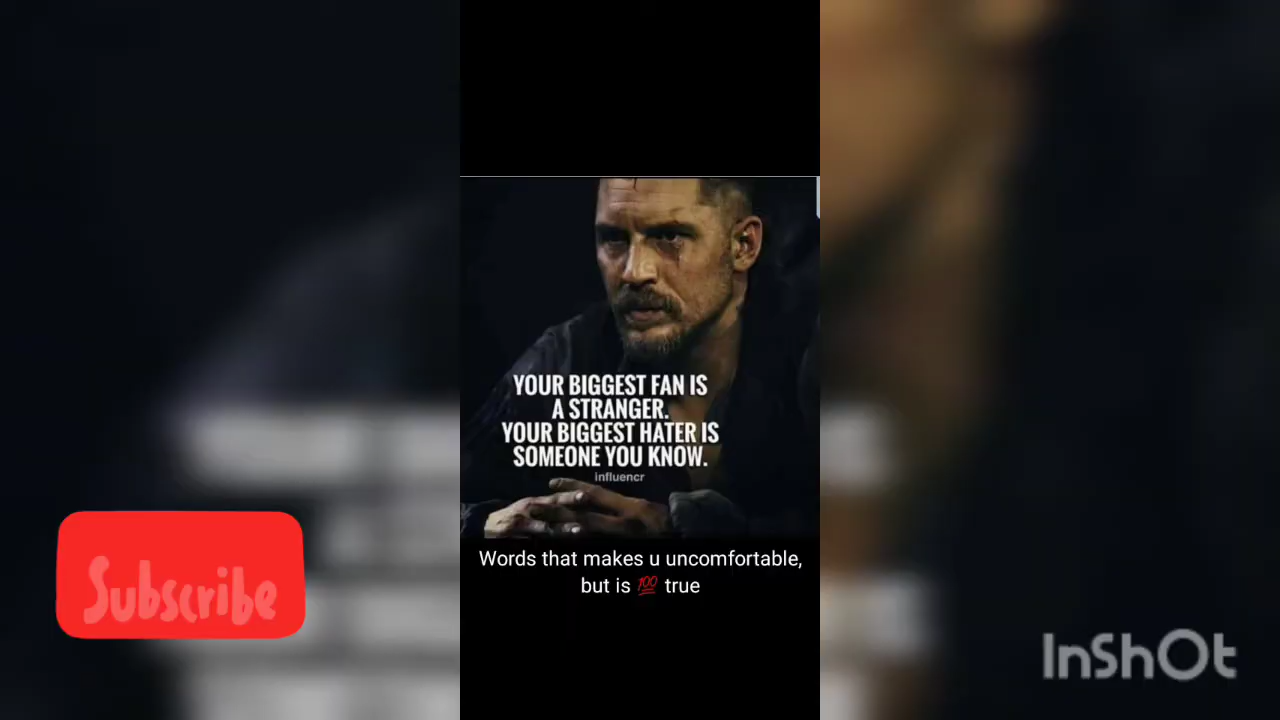 YOUR BIGGEST FAN IS
A STRANGER.
YOUR BIGGEST HATER IS
SOMEONE YOU KNOW.
influencr
Words that makes u uncomfortable,
but is 💯 true
Subscribe
InShOt